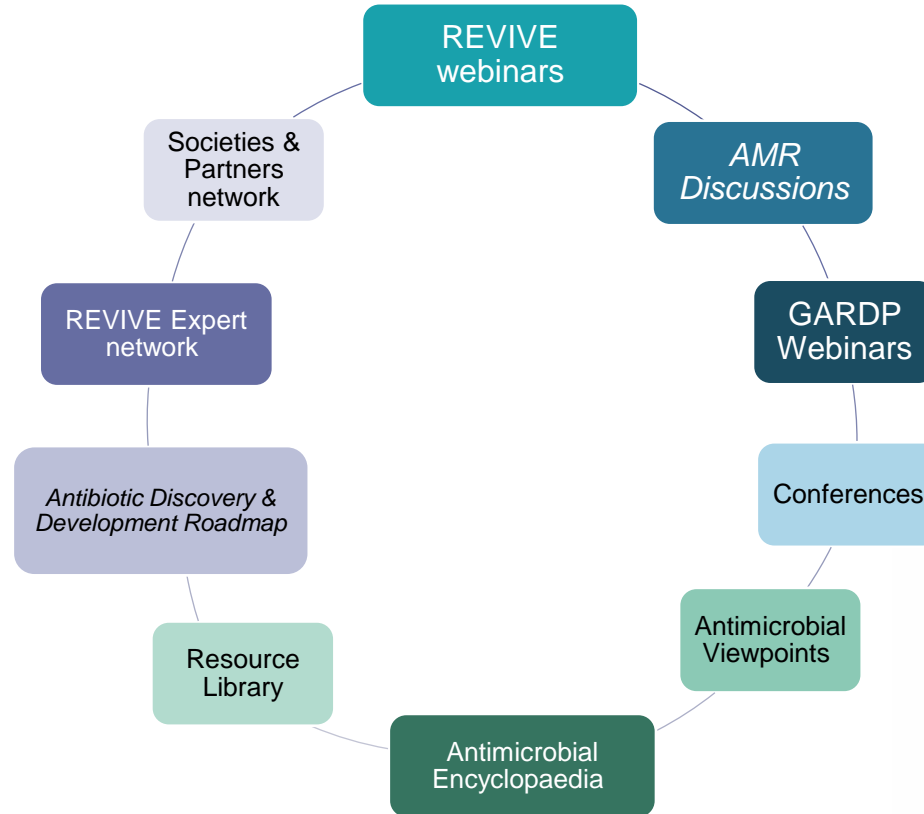 REVIVE
webinars
AMR
Discussions
GARDP
Webinars
Conferences
Antimicrobial
Viewpoints
Antimicrobial
Encyclopaedia
Resource
Library
Antibiotic Discovery &
Development Roadmap
REVIVE Expert
network
Societies &
Partners
network